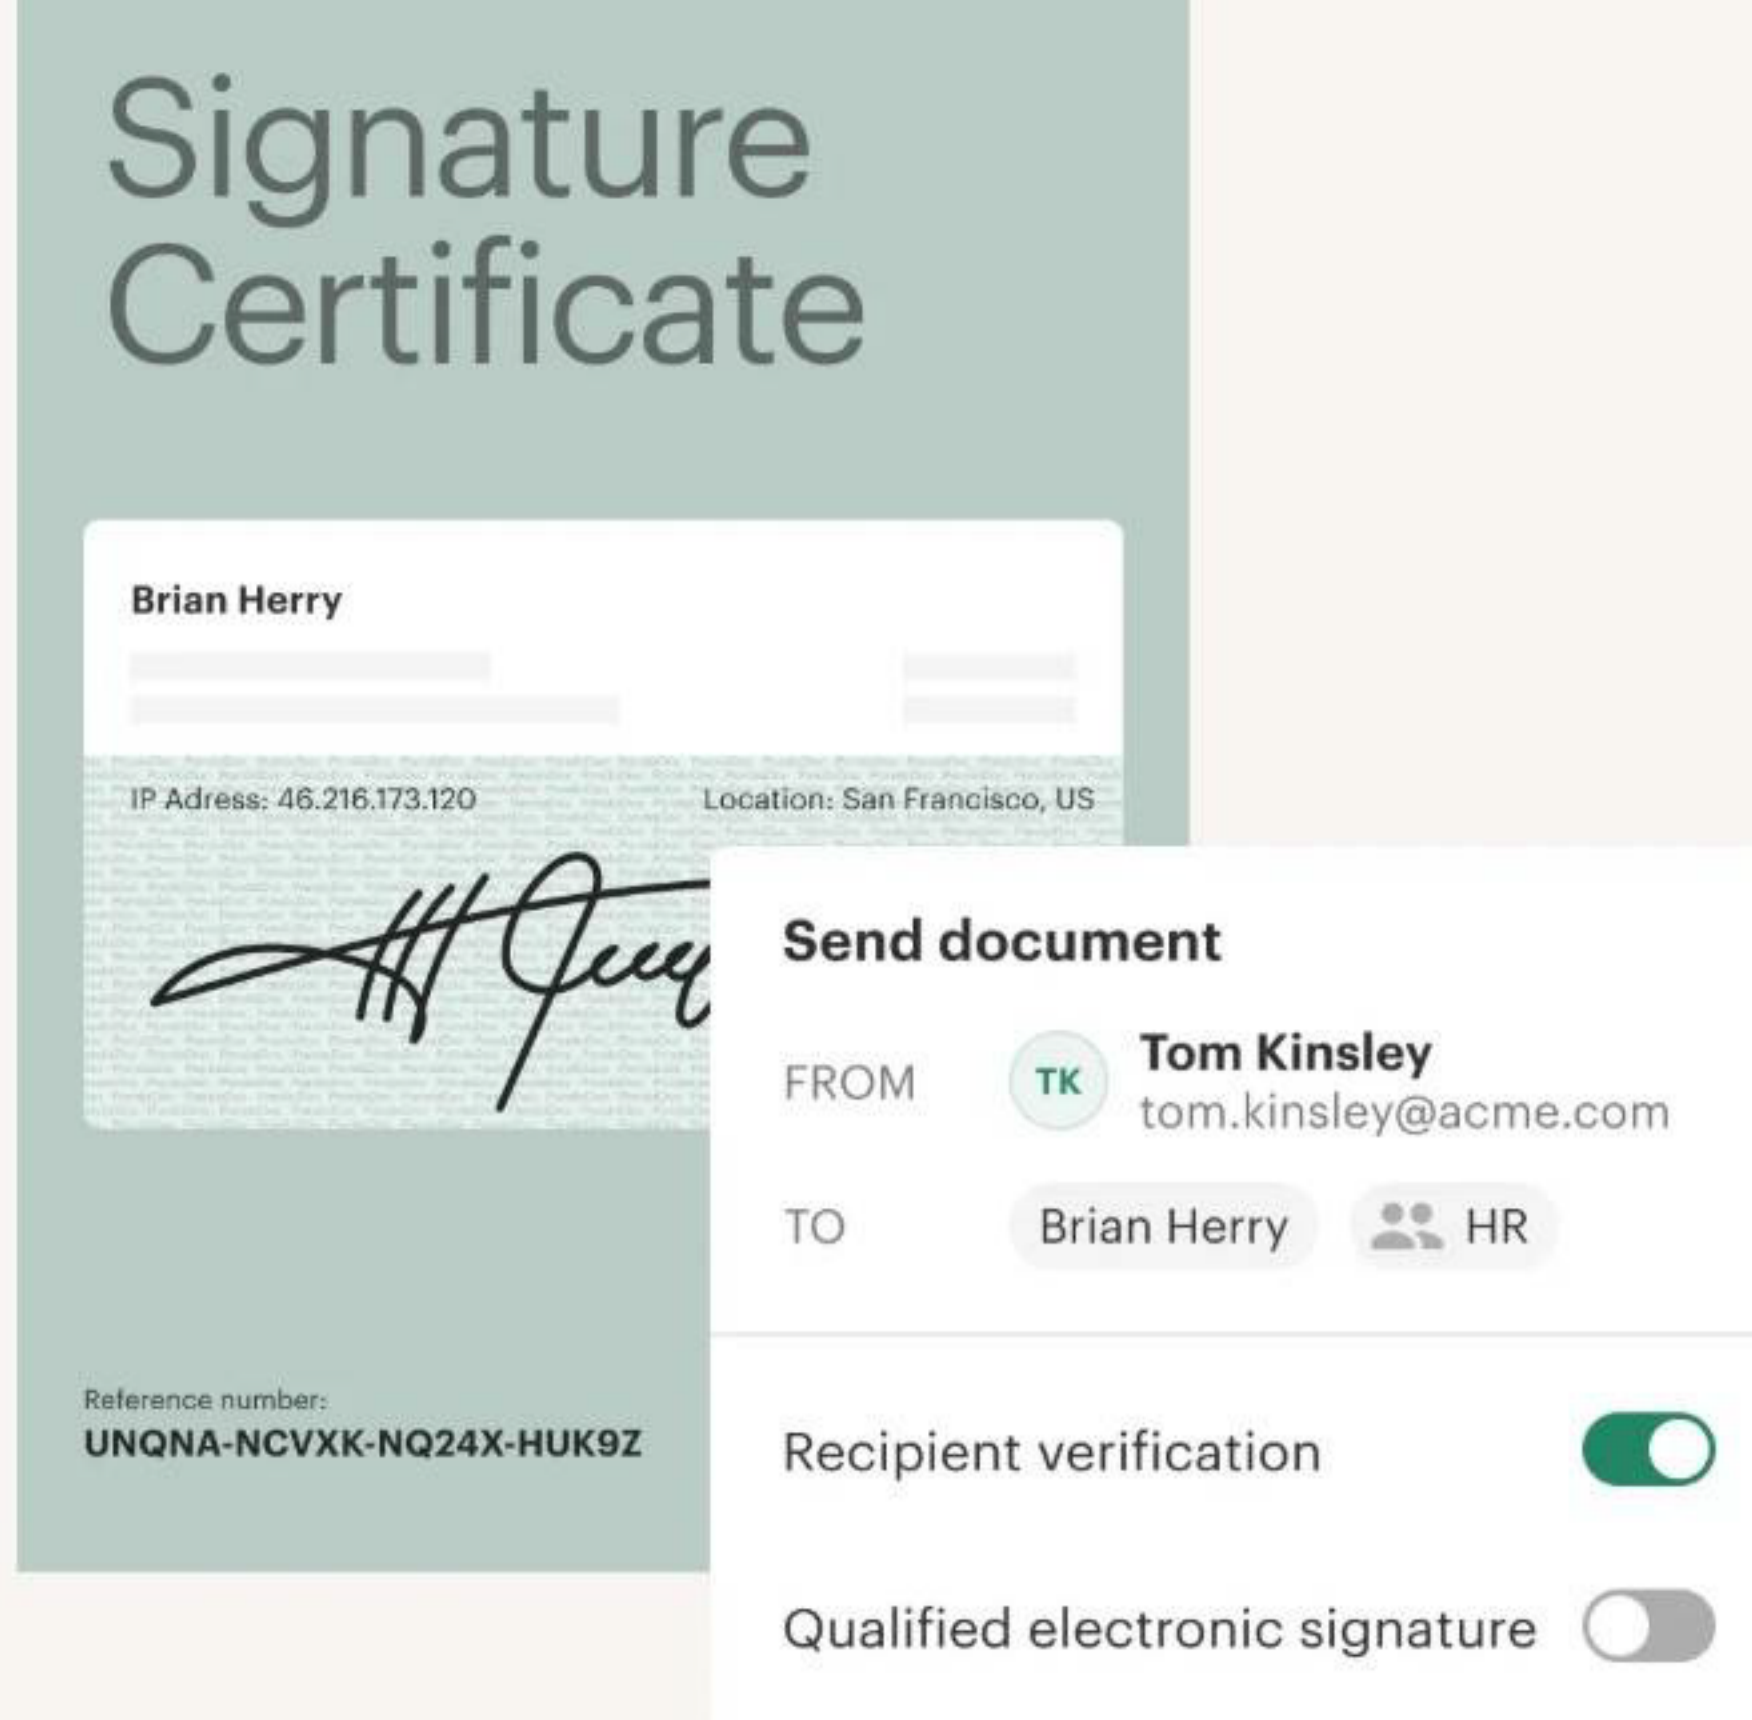 Signature
Certificate
Brian Herry
IP Adress: 46.216.173.120
Location: San Francisco, US
Send document
FROM
TK
Tom Kinsley
tom.kinsley@acme.com
TO
Brian Herry
HR
Reference number:
UNQNA-NCVXK-NQ24X-HUK9Z
Recipient verification
Qualified electronic signature